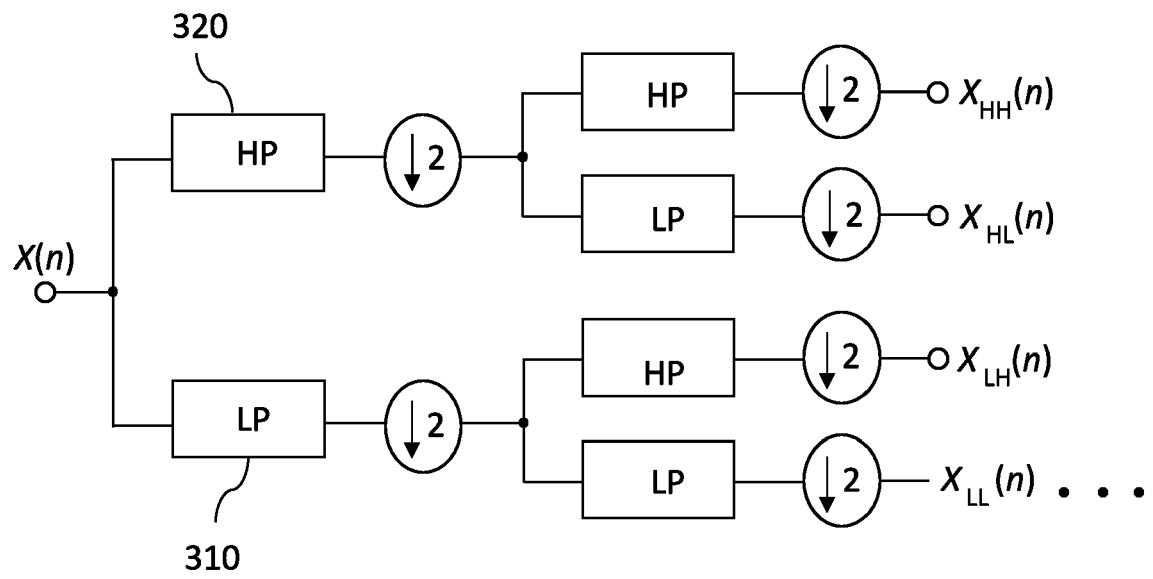 320
HP
↓ 2
HP
↓ 2
X_HH(n)
LP
↓ 2
X_HL(n)
X(n)
LP
↓ 2
HP
↓ 2
X_LH(n)
LP
↓ 2
X_LL(n) • • •
310